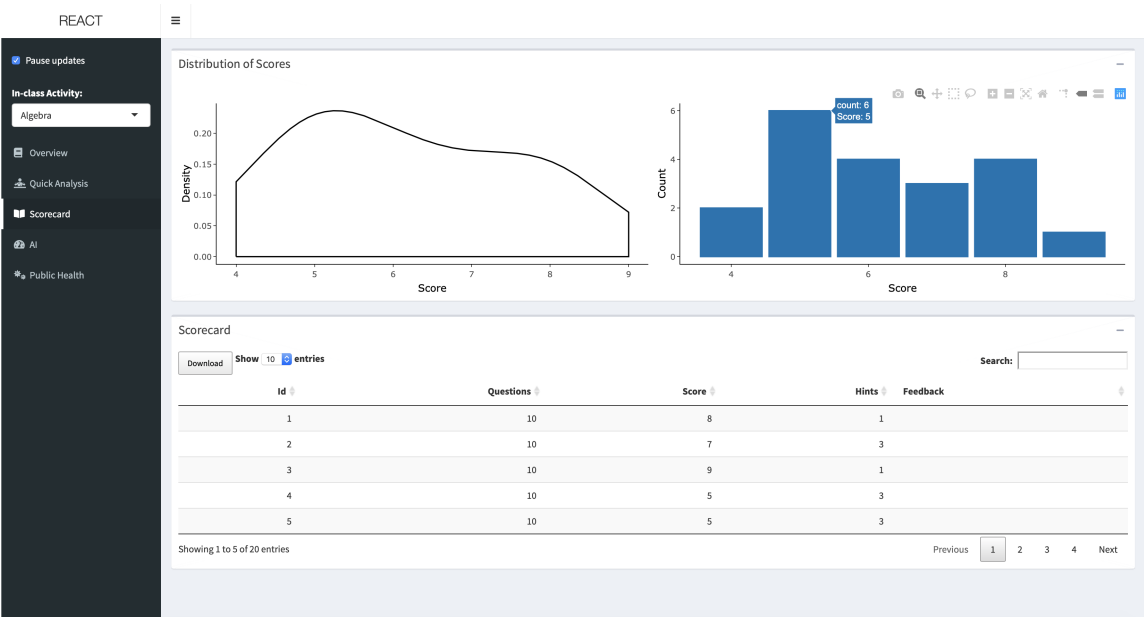 REACT
Pause updates
In-class Activity:
Algebra
Overview
Quick Analysis
Scorecard
AI
Public Health
Distribution of Scores
0.20
0.15
0.10
0.05
0.00
Density
4 5 6 7 8 9
Score
count: 6
Score: 5
6
4
2
0
Count
4 6 8
Score
Scorecard
Download Show 10 entries Search:
Id Questions Score Hints Feedback
1 10 8 1
2 10 7 3
3 10 9 1
4 10 5 3
5 10 5 3
Showing 1 to 5 of 20 entries Previous 1 2 3 4 Next